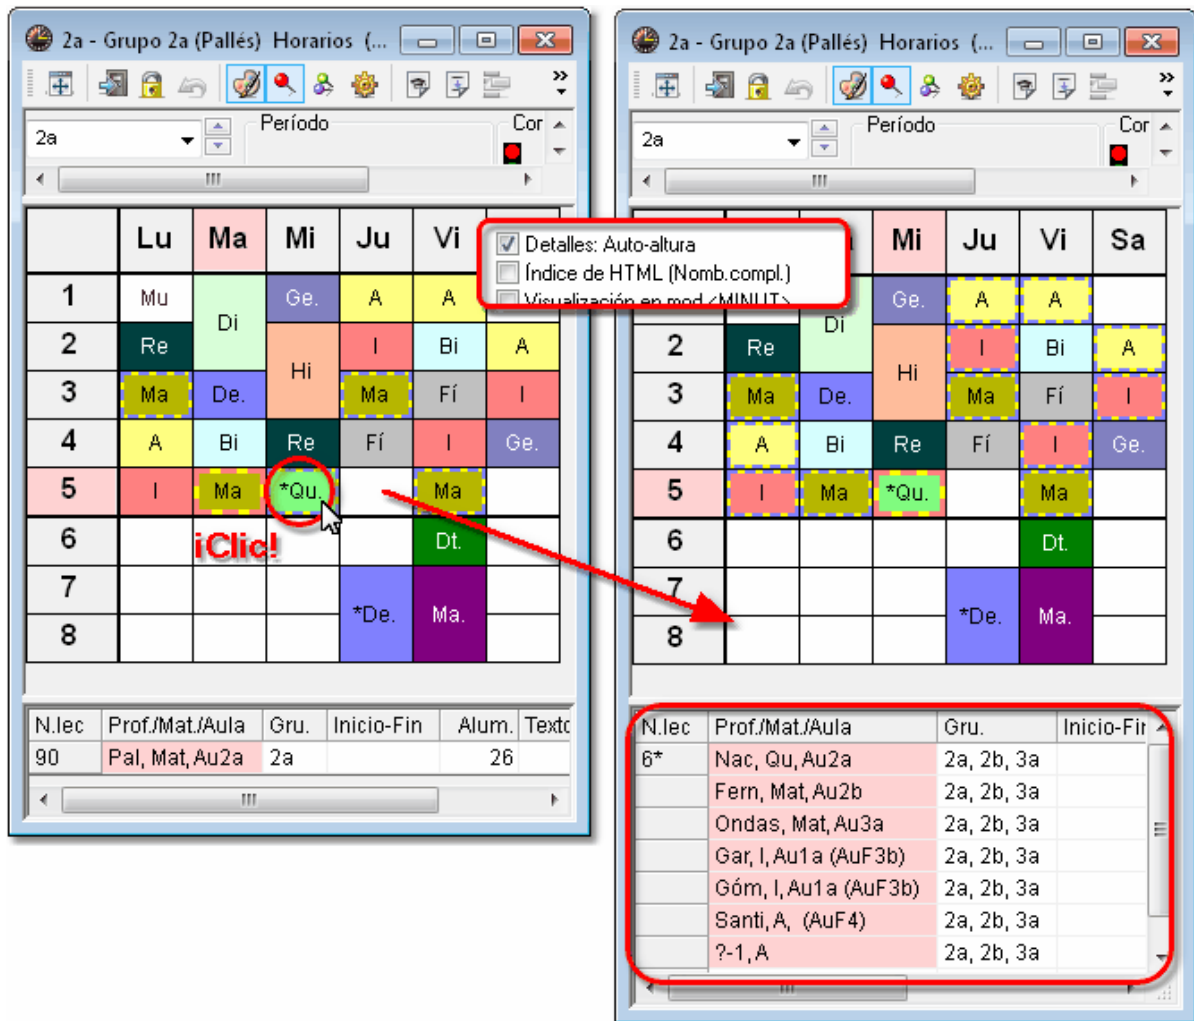 2a - Grupo 2a (Pallés) Horarios (...
2a
Período
Cor
Lu Ma Mi Ju Vi
1 Mu Di Ge. A A
2 Re Hi I Bi A
3 Ma De. Ma Fí I
4 A Bi Re Fí I Ge.
5 I Ma *Qu. Ma
¡Clic!
6 Dt.
7 *De. Ma.
8
N.lec Prof./Mat./Aula Gru. Inicio-Fin Alum. Texto
90 Pal, Mat, Au2a 2a 26
Detalles: Auto-altura
Índice de HTML (Nomb.compl.)
Visualización en mod <MINUT>
2a - Grupo 2a (Pallés) Horarios (...
2a
Período
Cor
Mi Ju Vi Sa
Ge. A A
2 Re Di Hi I Bi A
3 Ma De. Ma Fí I
4 A Bi Re Fí I Ge.
5 I Ma *Qu. Ma
6 Dt.
7 *De. Ma.
8
N.lec Prof./Mat./Aula Gru. Inicio-Fir
6* Nac, Qu, Au2a 2a, 2b, 3a
Fern, Mat, Au2b 2a, 2b, 3a
Ondas, Mat, Au3a 2a, 2b, 3a
Gar, I, Au1a (AuF3b) 2a, 2b, 3a
Góm, I, Au1a (AuF3b) 2a, 2b, 3a
Santi, A, (AuF4) 2a, 2b, 3a
?-1, A 2a, 2b, 3a